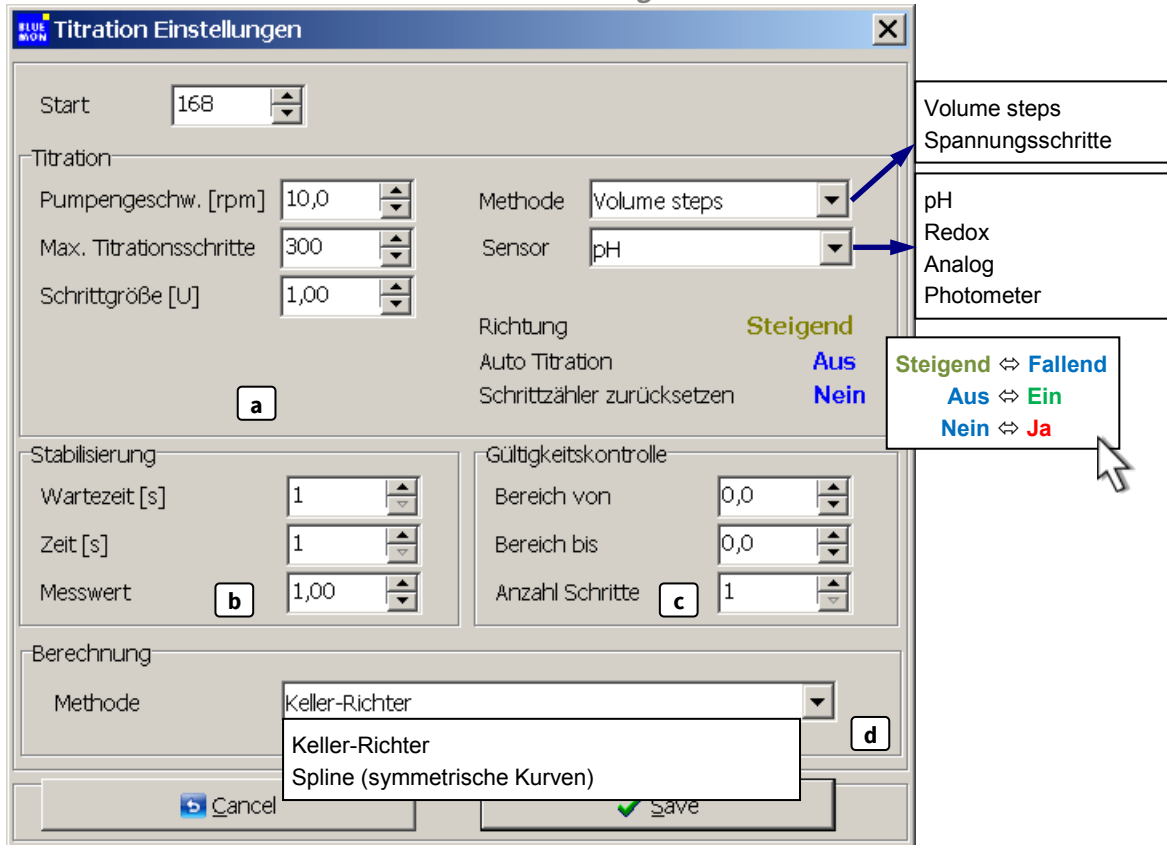 BLUE MON Titration Einstellungen
Start 168
Titration
Pumpengeschw. [rpm] 10,0
Max. Titrationsschritte 300
Schrittgröße [U] 1,00
Methode Volume steps
Sensor pH
Richtung Steigend
Auto Titration Aus
Schrittzähler zurücksetzen Nein
a
Volume steps
Spannungsschritte
pH
Redox
Analog
Photometer
Steigend ⇔ Fallend
Aus ⇔ Ein
Nein ⇔ Ja
Stabilisierung
Wartezeit [s] 1
Zeit [s] 1
Messwert 1,00
b
Gültigkeitskontrolle
Bereich von 0,0
Bereich bis 0,0
Anzahl Schritte 1
c
Berechnung
Methode Keller-Richter
Keller-Richter
Spline (symmetrische Kurven)
d
Cancel
Save